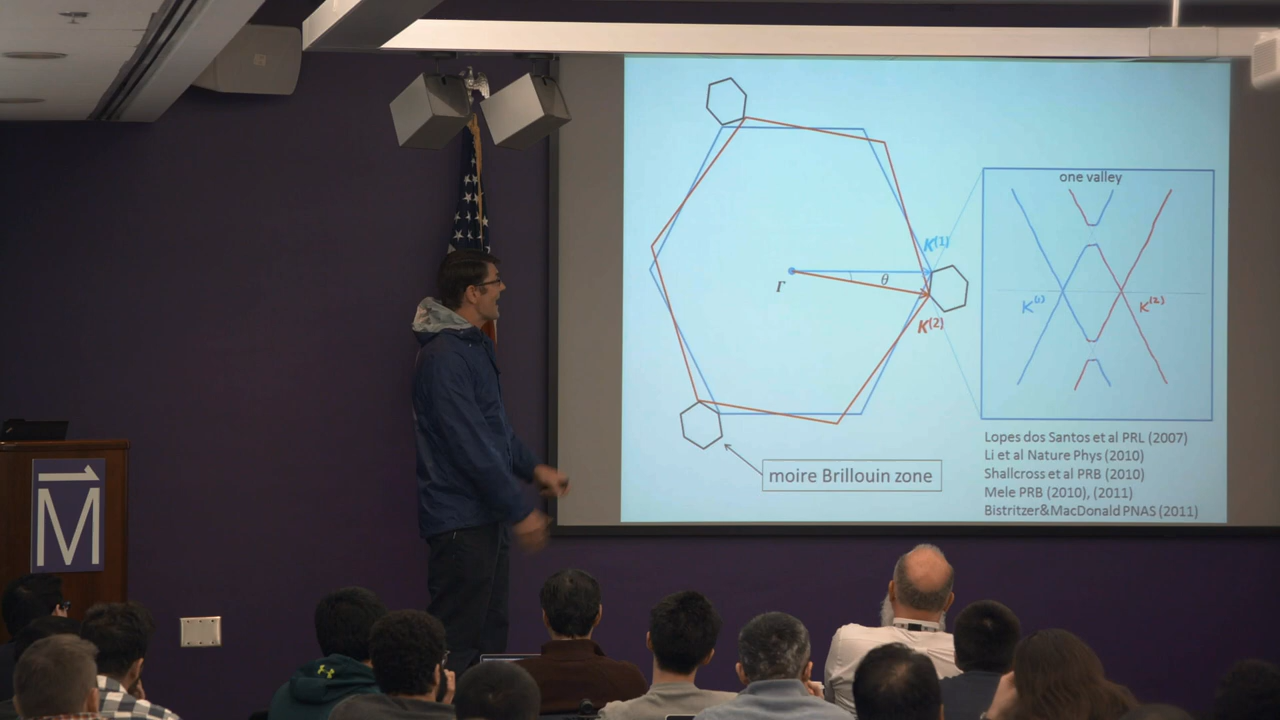 one valley
K(1)
θ
Γ
K(2)
K(1)
K(2)
moire Brillouin zone
Lopes dos Santos et al PRL (2007)
Li et al Nature Phys (2010)
Shallcross et al PRB (2010)
Mele PRB (2010), (2011)
Bistritzer&MacDonald PNAS (2011)
M